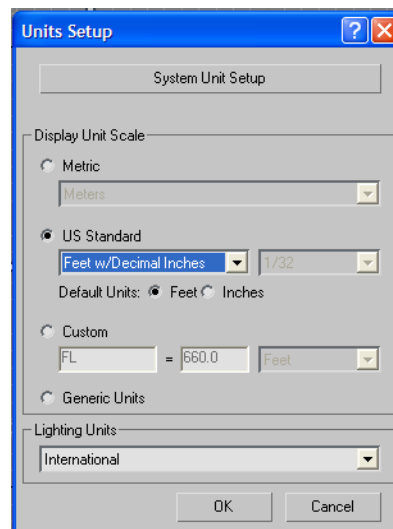 Units Setup
System Unit Setup
Display Unit Scale
Metric
Meters
US Standard
Feet w/Decimal Inches 1/32
Default Units: Feet Inches
Custom
FL = 660.0 Feet
Generic Units
Lighting Units
International
OK Cancel